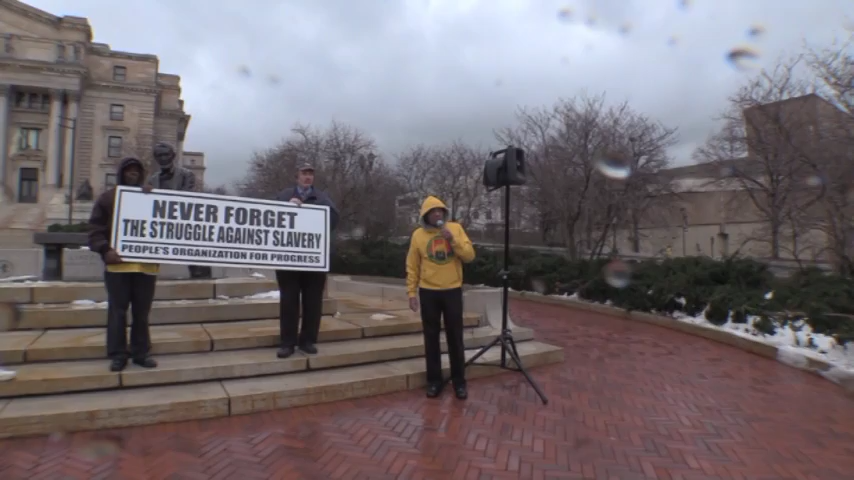 NEVER FORGET
THE STRUGGLE AGAINST SLAVERY
PEOPLE'S ORGANIZATION FOR PROGRESS